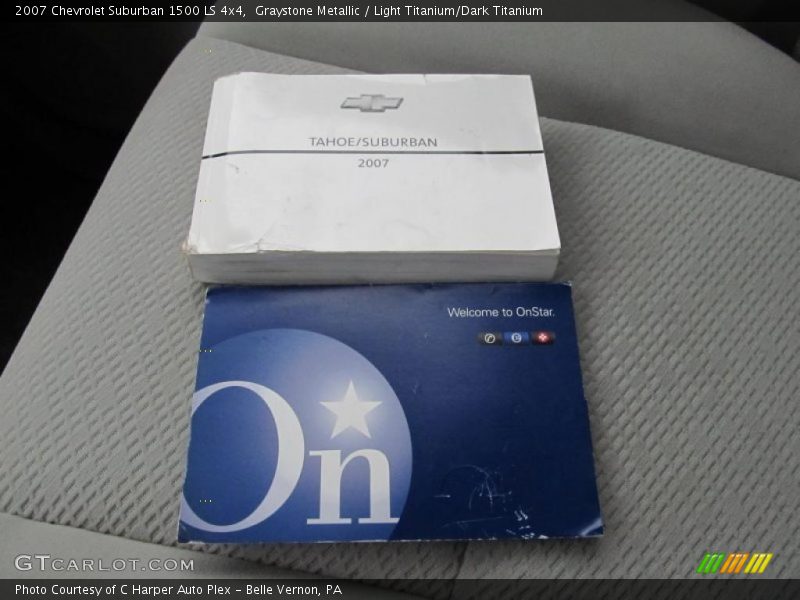 2007 Chevrolet Suburban 1500 LS 4x4,  Graystone Metallic / Light Titanium/Dark Titanium
TAHOE/SUBURBAN
2007
Welcome to OnStar.
On
GTCARLOT.COM
Photo Courtesy of C Harper Auto Plex – Belle Vernon, PA